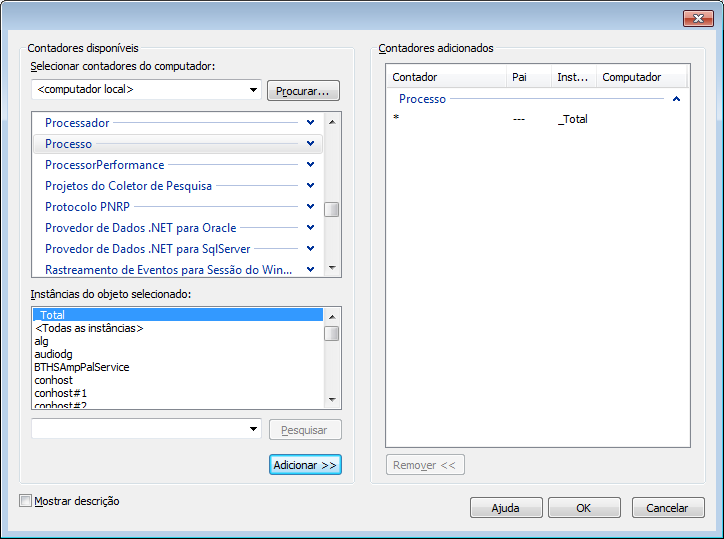 Contadores disponíveis
Selecionar contadores do computador:
<computador local>
Procurar...
Processador
Processo
ProcessorPerformance
Projetos do Coletor de Pesquisa
Protocolo PNRP
Provedor de Dados .NET para Oracle
Provedor de Dados .NET para SqlServer
Rastreamento de Eventos para Sessão do Win...
Instâncias do objeto selecionado:
_Total
<Todas as instâncias>
alg
audiodg
BTHSAmpPalService
conhost
conhost#1
conhost#2
Pesquisar
Adicionar >>
Mostrar descrição
Contadores adicionados
Contador Pai Inst... Computador
Processo
* --- _Total
Remover <<
Ajuda OK Cancelar